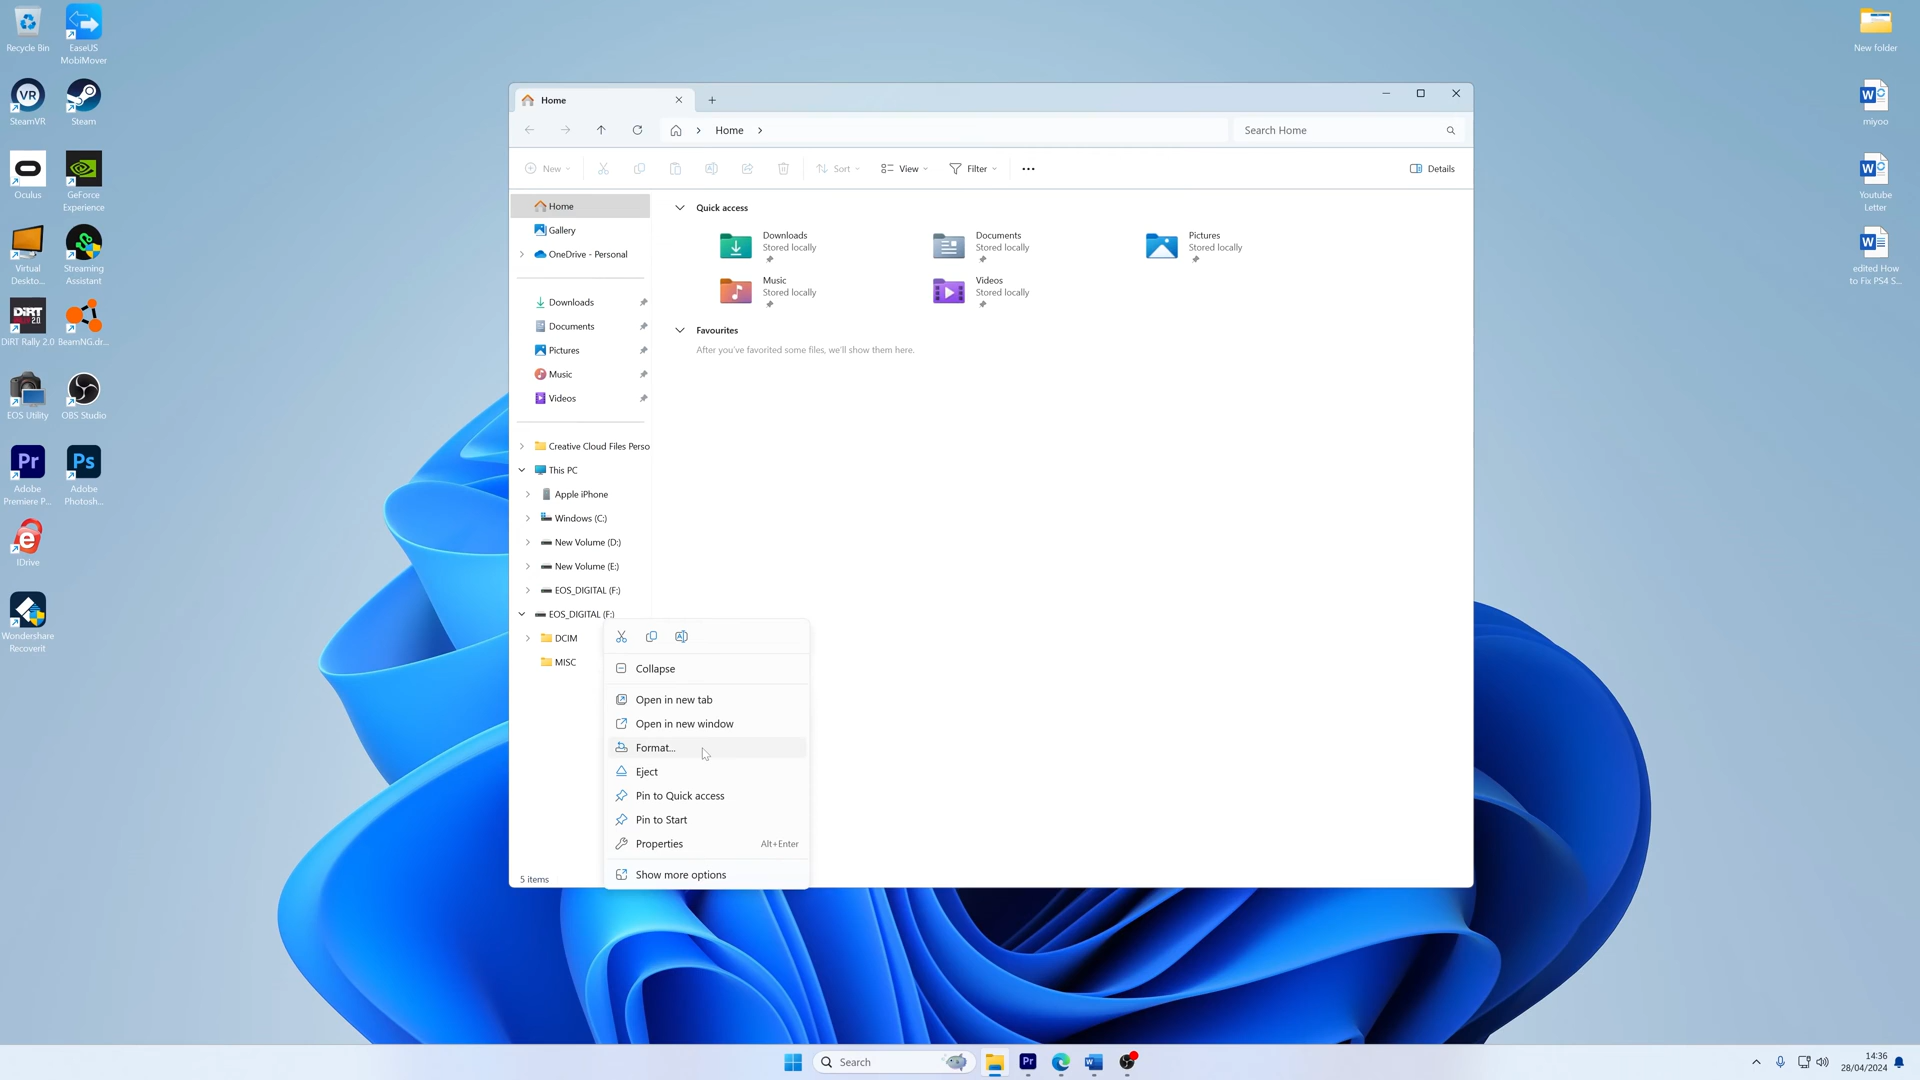 Recycle Bin
EaseUS
MobiMover
SteamVR
Steam
Oculus
GeForce
Experience
Virtual
Deskto...
Streaming
Assistant
DiRT Rally 2.0
BeamNG.dr...
EOS Utility
OBS Studio
Adobe
Premiere P...
Adobe
Photosh...
IDrive
Wondershare
Recoverit
Home
Home
Search Home
New
Sort
View
Filter
Details
Home
Gallery
OneDrive - Personal
Downloads
Documents
Pictures
Music
Videos
Creative Cloud Files Perso
This PC
Apple iPhone
Windows (C:)
New Volume (D:)
New Volume (E:)
EOS_DIGITAL (F:)
EOS_DIGITAL (F:)
DCIM
MISC
5 items
Quick access
Downloads
Stored locally
Documents
Stored locally
Pictures
Stored locally
Music
Stored locally
Videos
Stored locally
Favourites
After you've favorited some files, we'll show them here.
Collapse
Open in new tab
Open in new window
Format...
Eject
Pin to Quick access
Pin to Start
Properties Alt+Enter
Show more options
New folder
miyoo
Youtube
Letter
edited How
to Fix PS4 S...
Search
14:36
28/04/2024